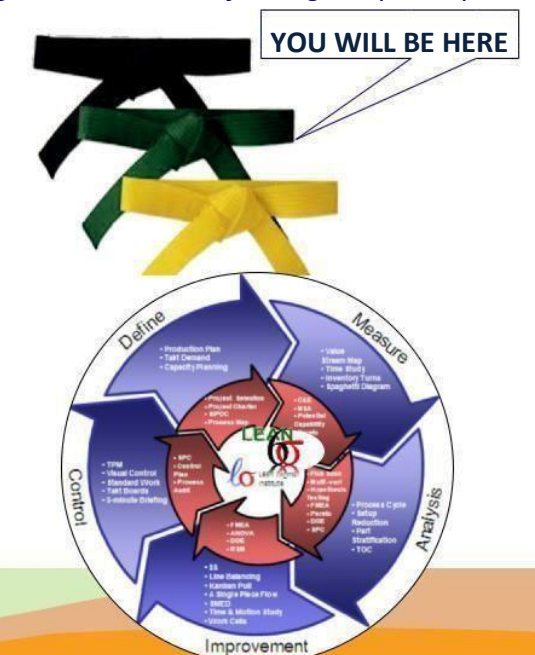 YOU WILL BE HERE
Define
• Production Plan
• Takt Demand
• Capacity Planning
Measure
• Value
Stream Map
• Time Study
• Inventory Turns
• Spaghetti Diagram
Analysis
• Process Cycle
• Setup
Reduction
• Part
Stratification
• TOC
Improvement
• 5S
• Line Balancing
• Kanban Pull
• A Single Piece Flow
• SMED
• Time & Motion Study
• Work Cells
Control
• TPM
• Visual Control
• Standard Work
• Takt Boards
• 5-minute Briefing
• Project Selection
• Project Charter
• SIPOC
• Process Map
• C&E
• MSA
• Potential
Capability
• Multi-vari
• Hypothesis
Testing
• FMEA
• Pareto
• DOE
• SPC
• FMEA
• ANOVA
• DOE
• RSM
• SPC
• Control
Plan
• Process
Audit
LEAN
6σ
Institute